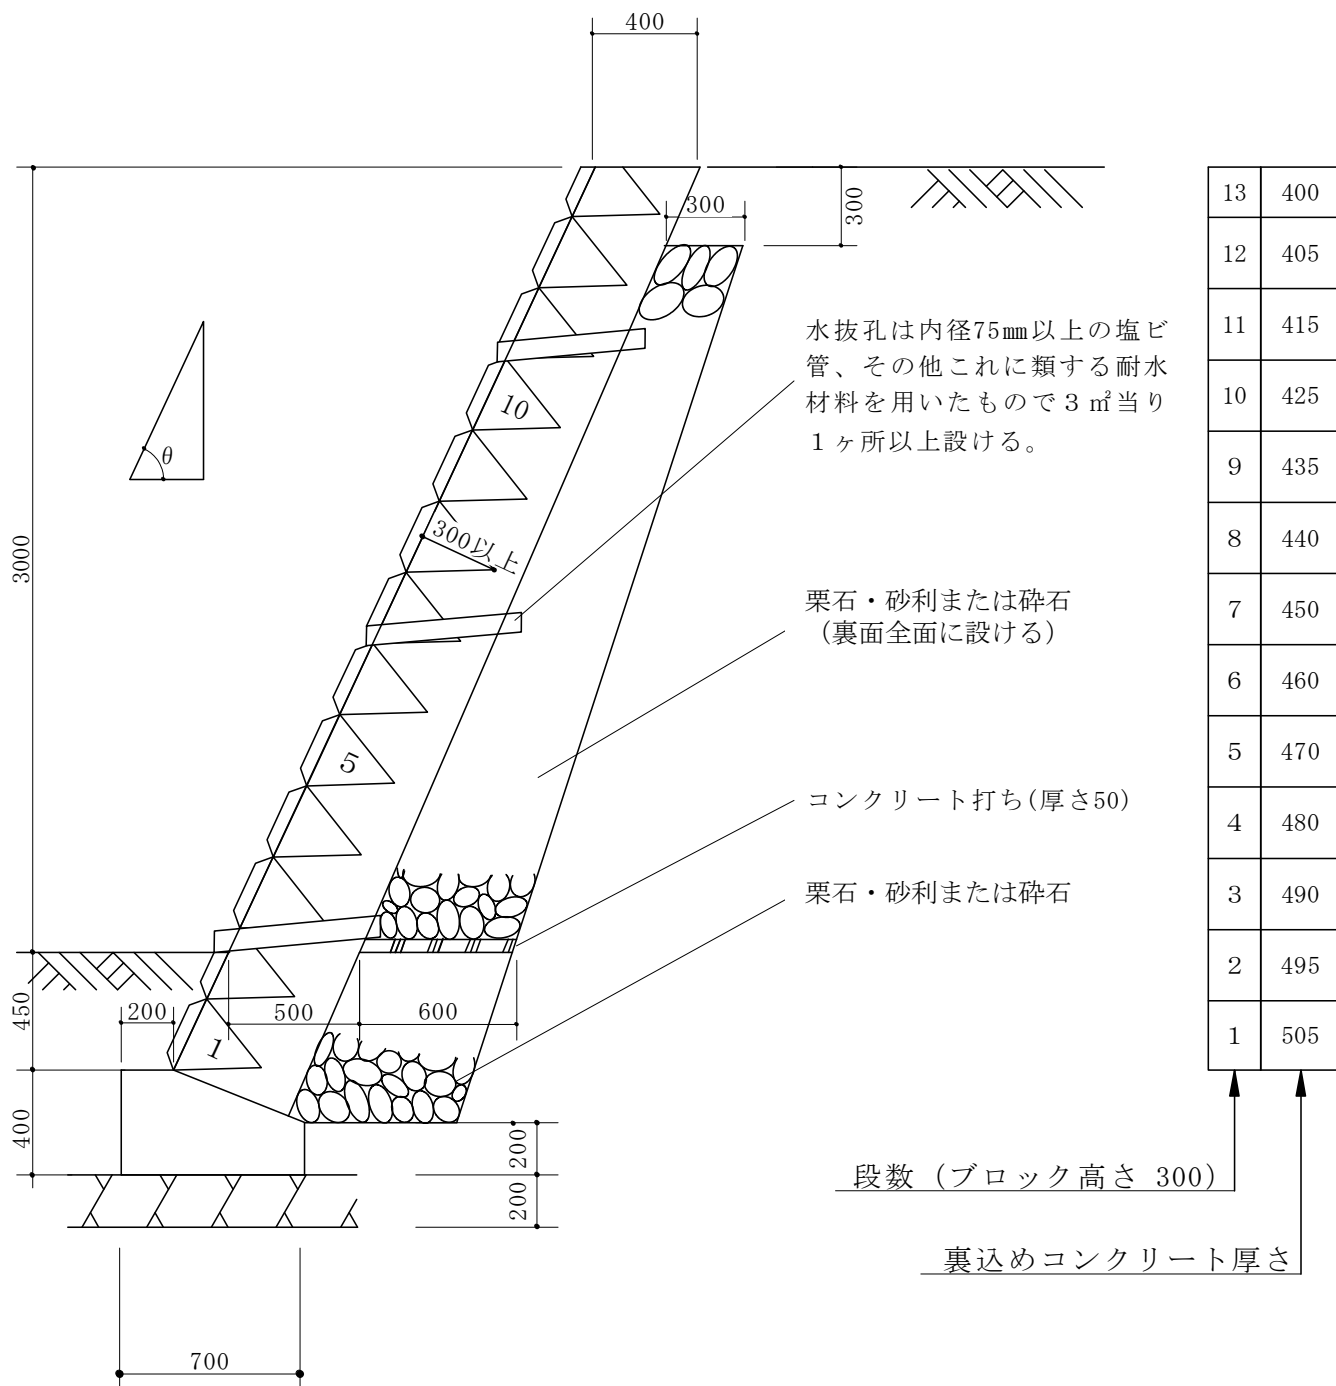 400
300
300
13 400
12 405
11 415
10 425
9 435
8 440
7 450
6 460
5 470
4 480
3 490
2 495
1 505
水抜孔は内径75㎜以上の塩ビ
管、その他これに類する耐水
材料を用いたもので３㎡当り
１ヶ所以上設ける。
θ
10
300以上
3000
栗石・砂利または砕石
（裏面全面に設ける）
5
コンクリート打ち(厚さ50)
栗石・砂利または砕石
450
200
500
600
1
400
200
200
段数（ブロック高さ 300）
裏込めコンクリート厚さ
700